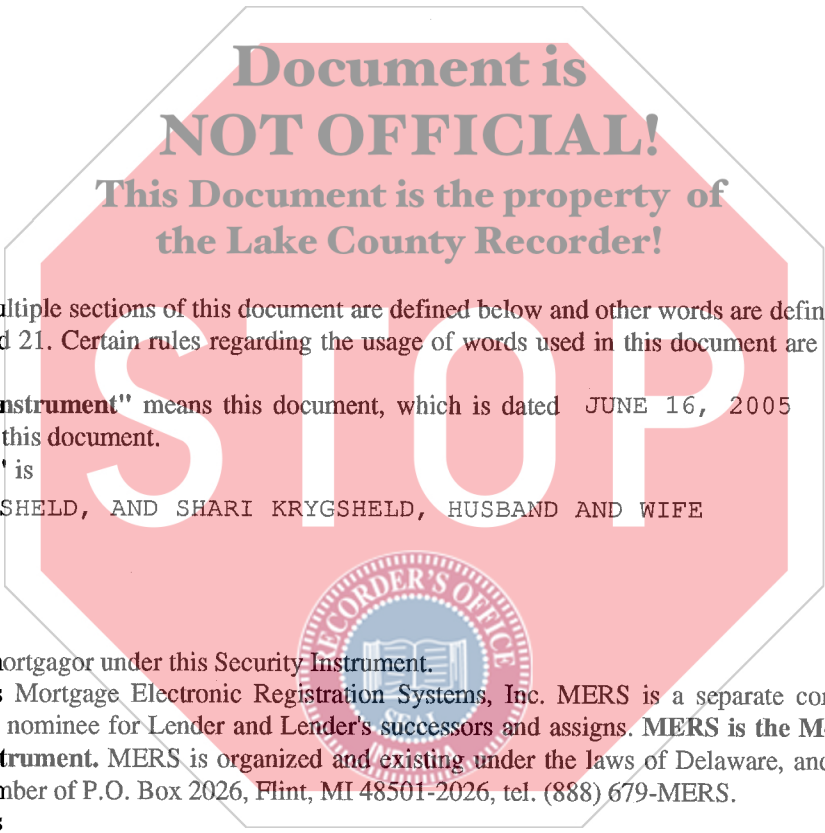 Document is
NOT OFFICIAL!
This Document is the property of
the Lake County Recorder!
ultiple sections of this document are defined below and other words are defin
d 21. Certain rules regarding the usage of words used in this document are
nstrument" means this document, which is dated JUNE 16, 2005
this document.
" is
SHELD, AND SHARI KRYGSHELD, HUSBAND AND WIFE
STOP
RECORDER'S OFFICE
ortgagor under this Security Instrument.
s Mortgage Electronic Registration Systems, Inc. MERS is a separate cor
nominee for Lender and Lender's successors and assigns. MERS is the M
SEAL
trument. MERS is organized and existing under the laws of Delaware, and
INDIANA
mber of P.O. Box 2026, Flint, MI 48501-2026, tel. (888) 679-MERS.
s